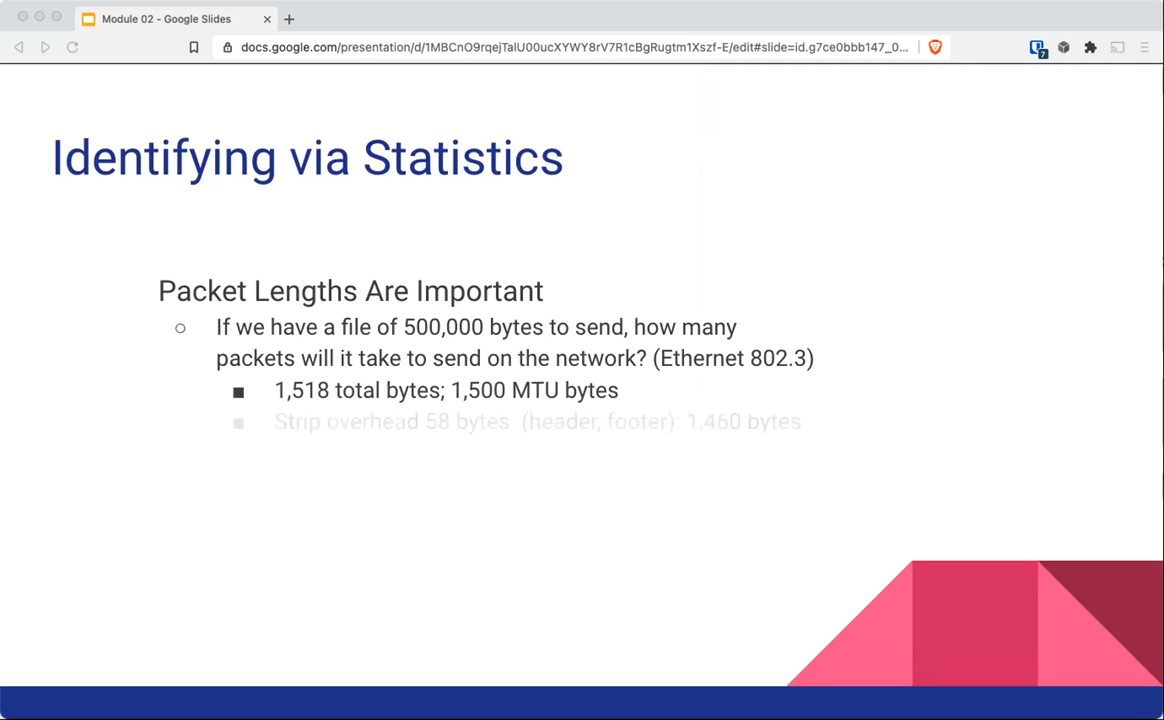 Module 02 - Google Slides
docs.google.com/presentation/d/1MBCnO9rqejTalU00ucXYWY8rV7R1cBgRugtm1Xszf-E/edit#slide=id.g7ce0bbb147_0...
7
Identifying via Statistics
Packet Lengths Are Important
○ If we have a file of 500,000 bytes to send, how many
packets will it take to send on the network? (Ethernet 802.3)
■ 1,518 total bytes; 1,500 MTU bytes
■ Strip overhead 58 bytes (header, footer): 1,460 bytes